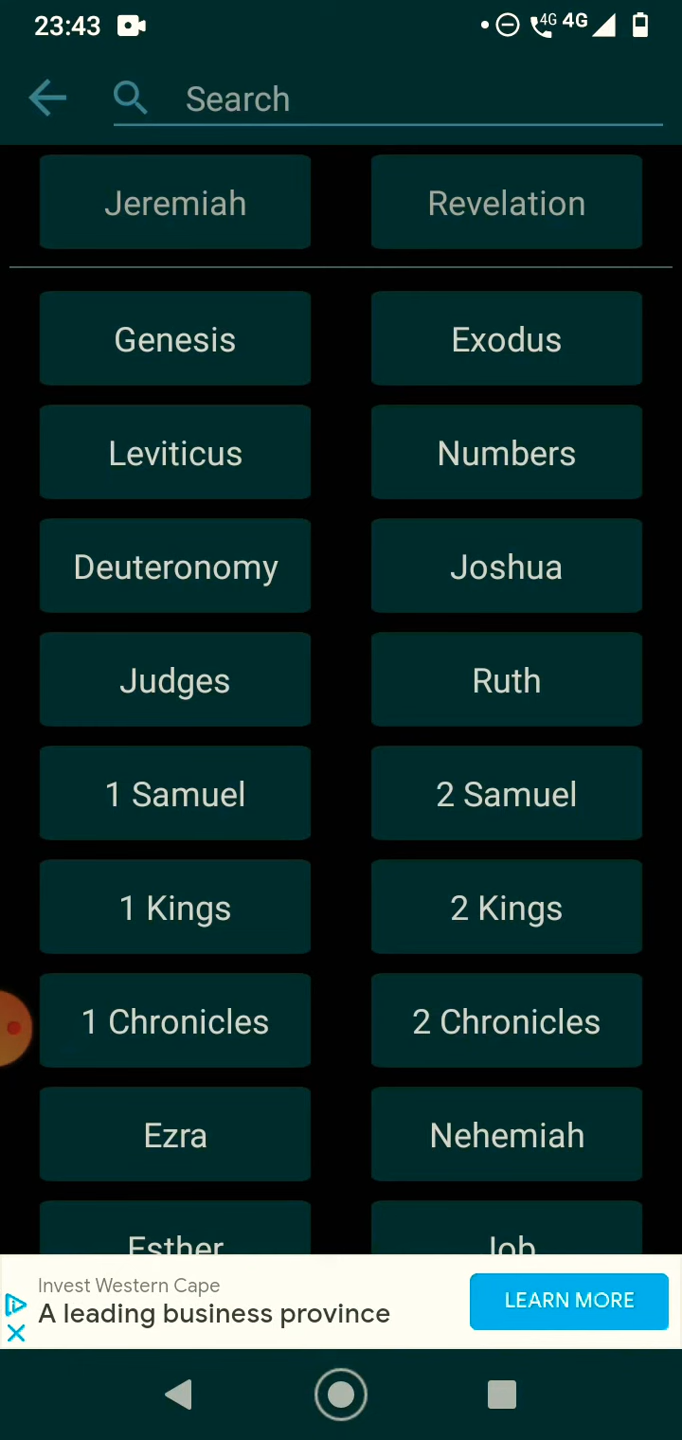 23:43 4G 4G
Search
Jeremiah Revelation
Genesis Exodus
Leviticus Numbers
Deuteronomy Joshua
Judges Ruth
1 Samuel 2 Samuel
1 Kings 2 Kings
1 Chronicles 2 Chronicles
Ezra Nehemiah
Esther Job
Invest Western Cape
A leading business province
LEARN MORE